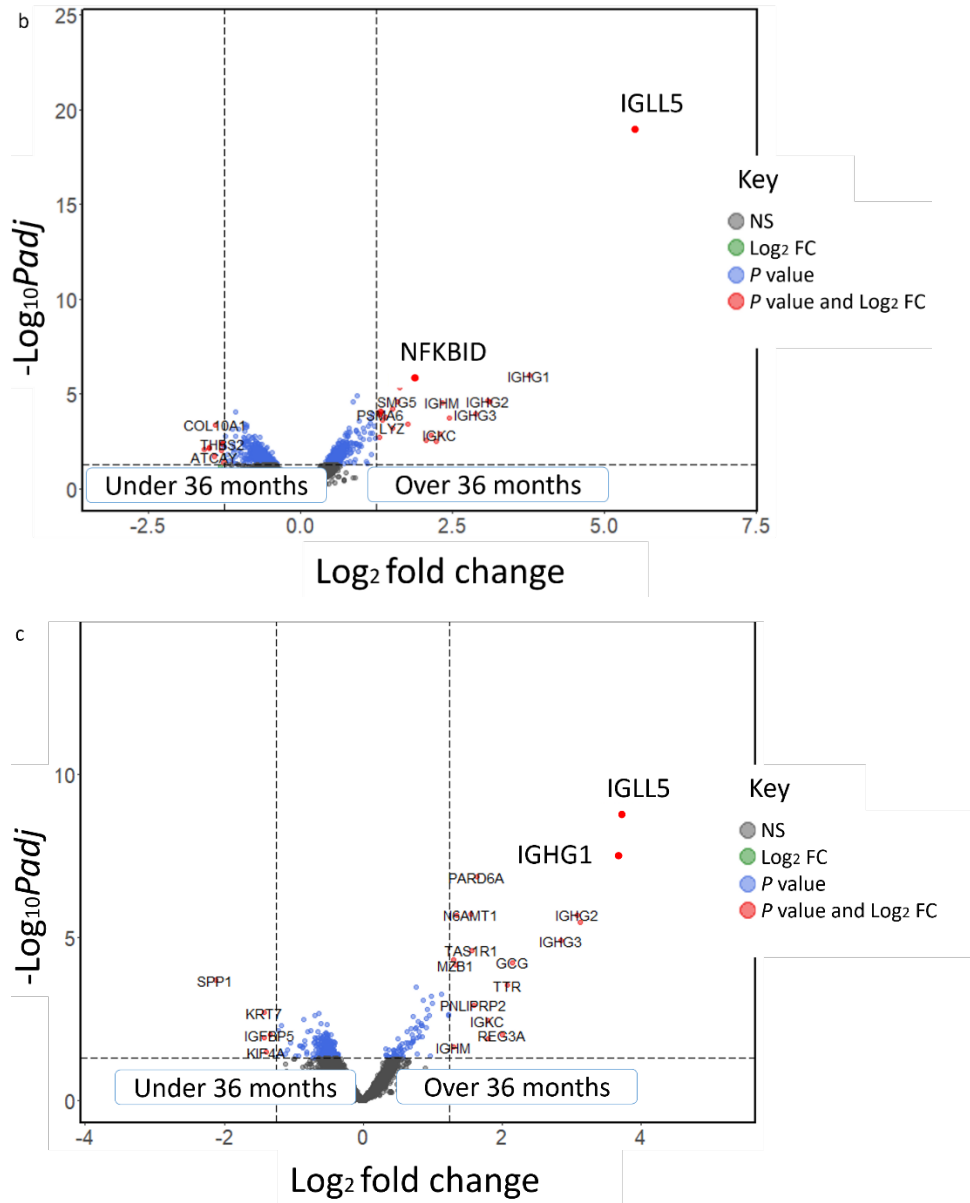 b
25
20
15
10
5
0
-Log10Padj
IGLL5
Key
NS
Log2 FC
P value
P value and Log2 FC
NFKBID
IGHG1
SMG5
IGHM
IGHG2
PSMA6
IGHG3
LYZ
IGKC
COL10A1
THBS2
ATCAY
Under 36 months
Over 36 months
-2.5
0.0
2.5
5.0
7.5
Log2 fold change
c
10
5
0
-Log10Padj
IGLL5
Key
NS
Log2 FC
P value
P value and Log2 FC
IGHG1
PARD6A
N6AMT1
IGHG2
IGHG3
TAS1R1
MZB1
GCG
SPP1
TTR
KRT7
PNLIPRP2
IGKC
IGFBP5
REG3A
KIF4A
IGHM
Under 36 months
Over 36 months
-4
-2
0
2
4
Log2 fold change